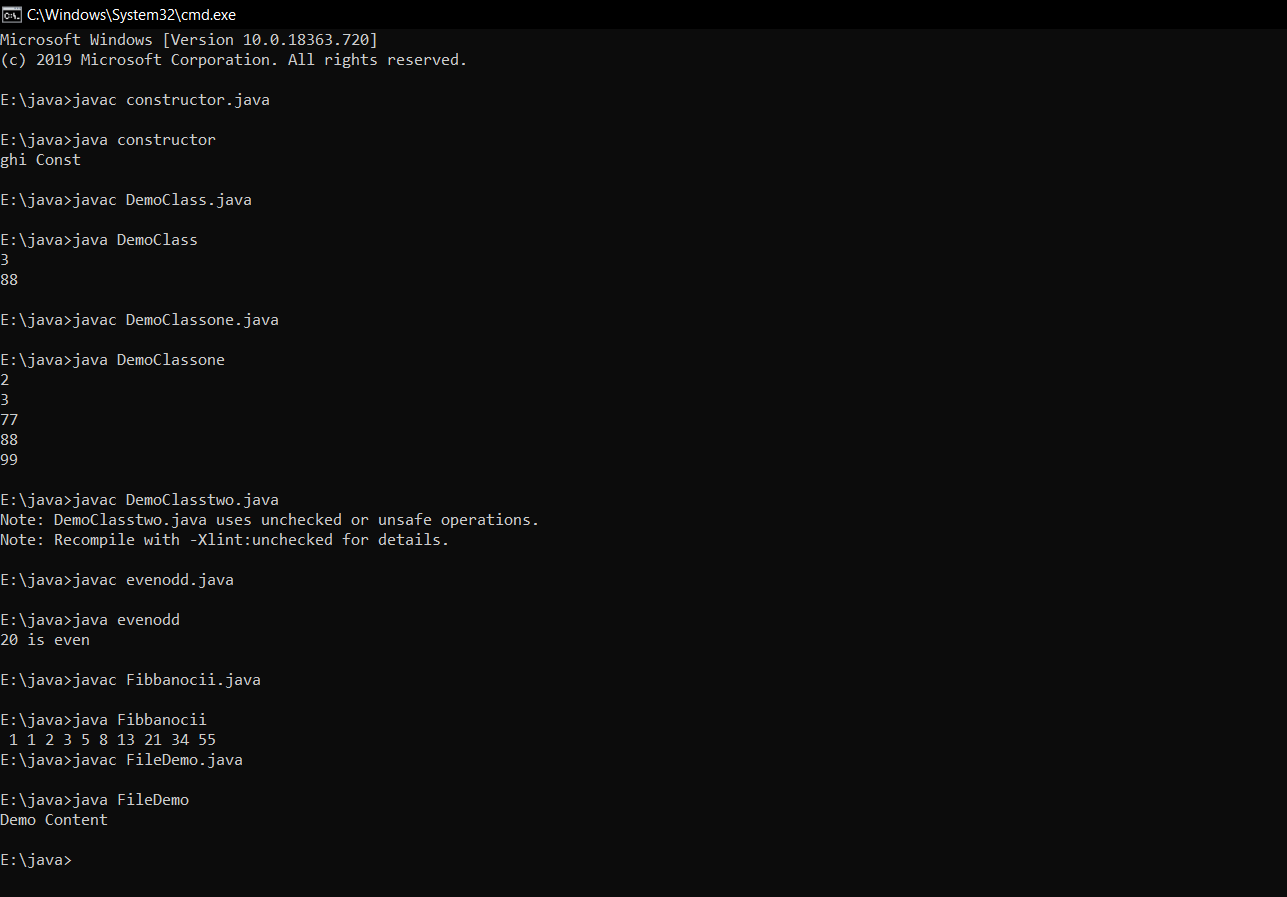 C:\Windows\System32\cmd.exe
Microsoft Windows [Version 10.0.18363.720]
(c) 2019 Microsoft Corporation. All rights reserved.
E:\java>javac constructor.java
E:\java>java constructor
ghi Const
E:\java>javac DemoClass.java
E:\java>java DemoClass
3
88
E:\java>javac DemoClassone.java
E:\java>java DemoClassone
2
3
77
88
99
E:\java>javac DemoClasstwo.java
Note: DemoClasstwo.java uses unchecked or unsafe operations.
Note: Recompile with -Xlint:unchecked for details.
E:\java>javac evenodd.java
E:\java>java evenodd
20 is even
E:\java>javac Fibbanocii.java
E:\java>java Fibbanocii
 1 1 2 3 5 8 13 21 34 55
E:\java>javac FileDemo.java
E:\java>java FileDemo
Demo Content
E:\java>